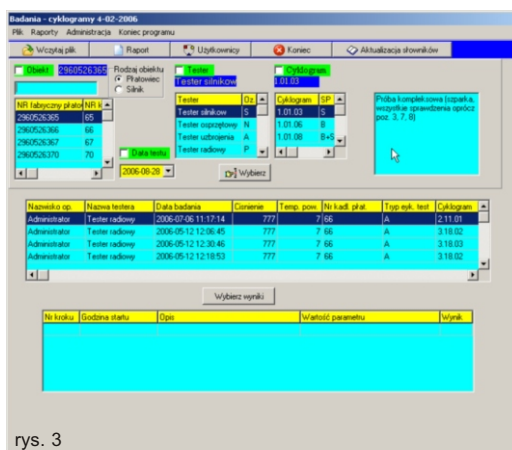 Badania - cyklogramy 4-02-2006
Plik Raporty Administracja Koniec programu
Wczytaj plik Raport Użytkownicy Koniec Aktualizacja słowników
Obiekt 2960526365 Rodzaj obiektu Tester Cyklogram
Płatowiec Tester silnikow 1.01.03
Silnik
NR fabryczny płatow NR k Tester Oz Cyklogram SP Próba kompleksowa (szparka,
2960526365 65 Tester silnikow S 1.01.03 S wszystkie sprawdzenia oprócz
2960526366 66 Tester osprzętowy N 1.01.06 B poz. 3, 7, 8)
2960526367 67 Tester uzbrojenia A 1.01.08 B+S
2960526370 70 Data testu Tester radiowy P
2006-08-28 Wybierz
Nazwisko op. Nazwa testera Data badania Cisnienie Temp. pow. Nr kadł. płat. Tryp eyk. test Cyklogram
Administrator Tester radiowy 2006-07-06 11:17:14 777 7 66 A 2.11.01
Administrator Tester radiowy 2006-05-12 12:06:45 777 7 66 A 3.18.02
Administrator Tester radiowy 2006-05-12 12:30:46 777 7 66 A 3.18.03
Administrator Tester radiowy 2006-05-12 12:18:53 777 7 66 A 3.18.02
Wybierz wyniki
Nr kroku Godzina startu Opis Wartość parametru Wynik
rys. 3